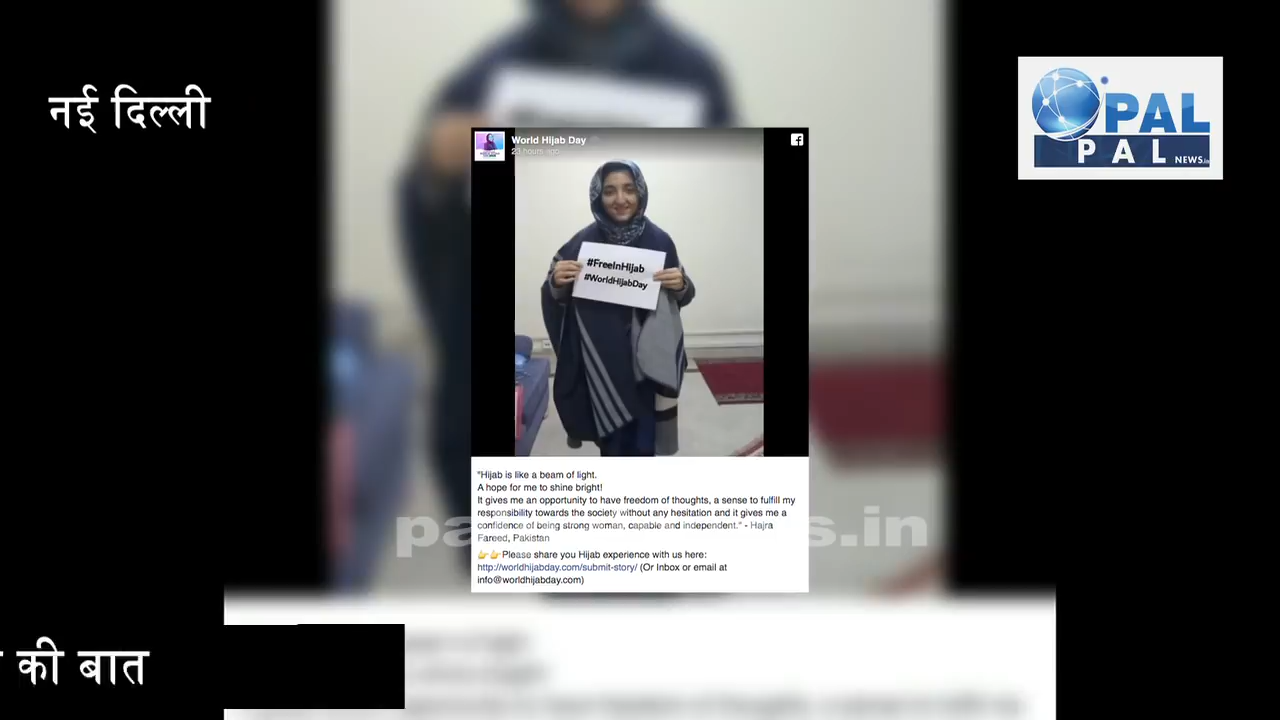 नई दिल्ली
PAL
PAL NEWS.in
World Hijab Day
23 hours ago
#FreeInHijab
#WorldHijabDay
"Hijab is like a beam of light.
A hope for me to shine bright!
It gives me an opportunity to have freedom of thoughts, a sense to fulfill my
responsibility towards the society without any hesitation and it gives me a
confidence of being strong woman, capable and independent." - Hajra
Fareed, Pakistan
👉👉Please share you Hijab experience with us here:
http://worldhijabday.com/submit-story/ (Or Inbox or email at
info@worldhijabday.com)
की बात